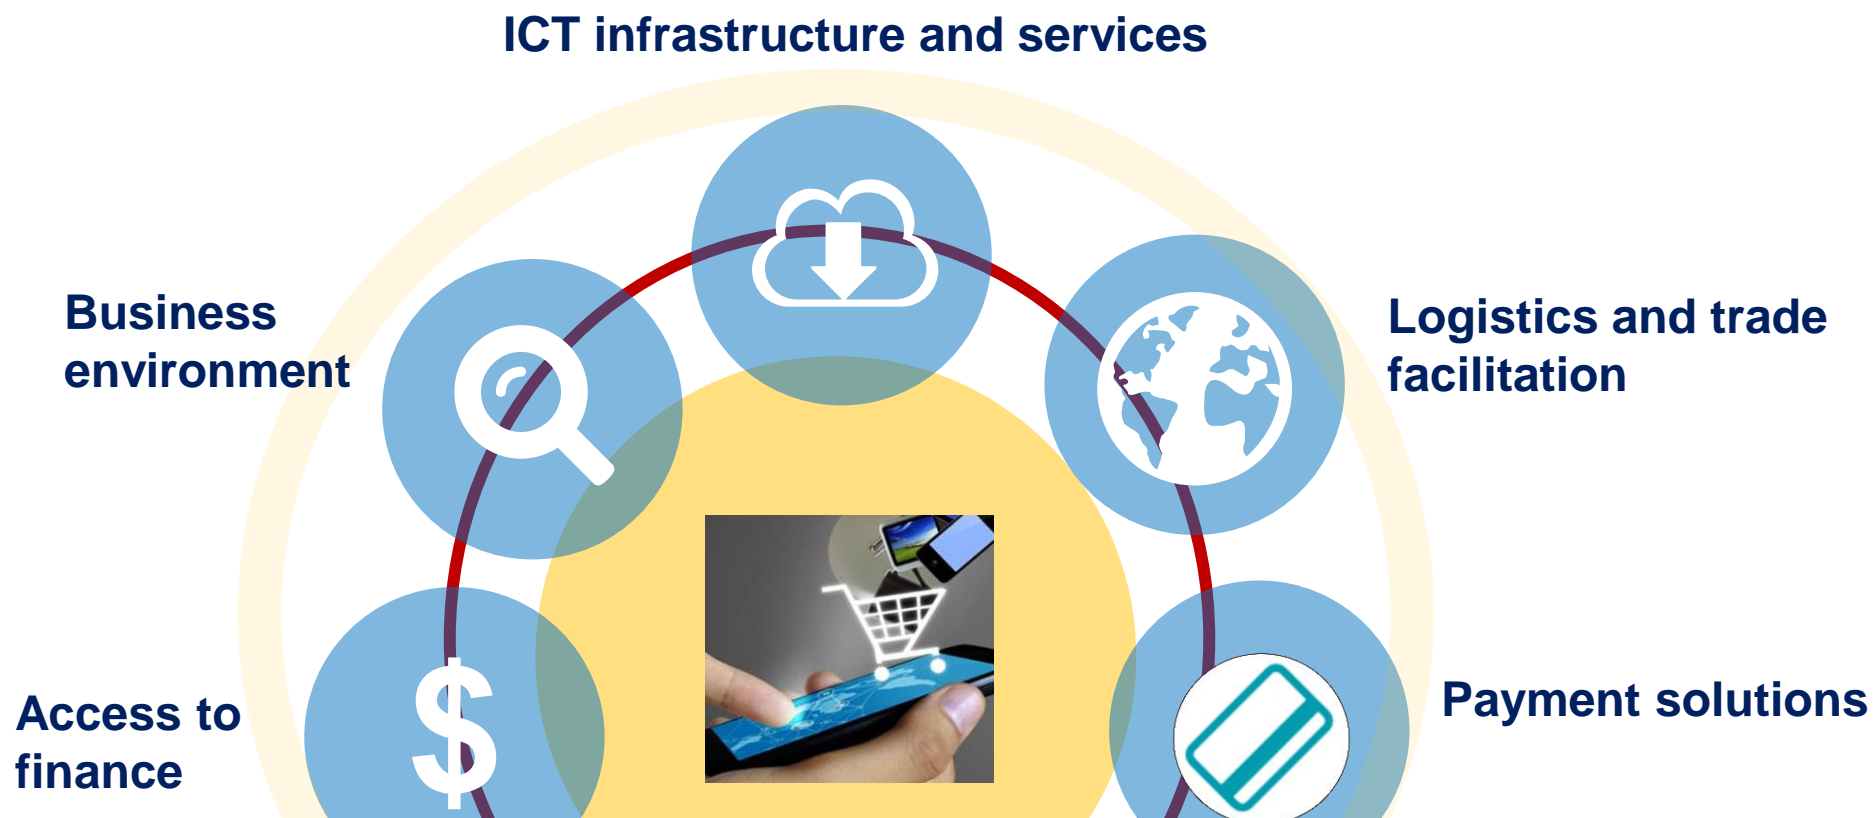 ICT infrastructure and services
Business
environment
Logistics and trade
facilitation
Access to
finance
Payment solutions
$